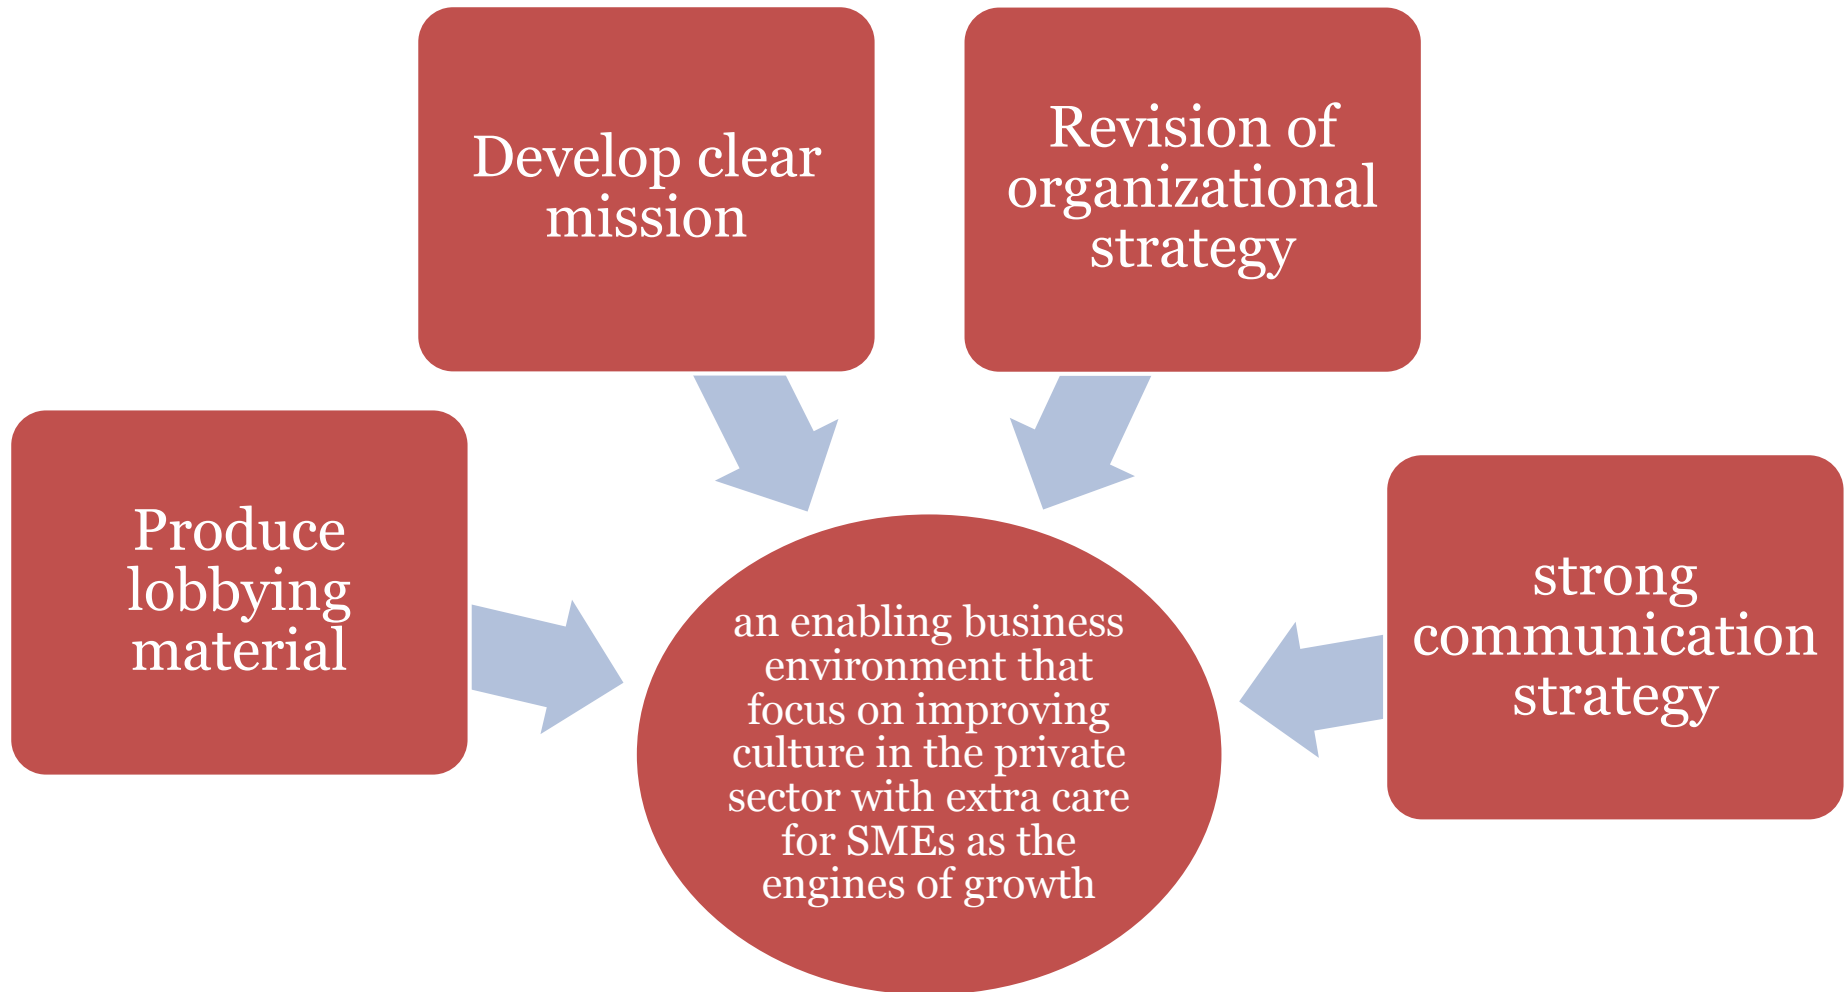 Develop clear
mission
Revision of
organizational
strategy
Produce
lobbying
material
strong
communication
strategy
an enabling business
environment that
focus on improving
culture in the private
sector with extra care
for SMEs as the
engines of growth